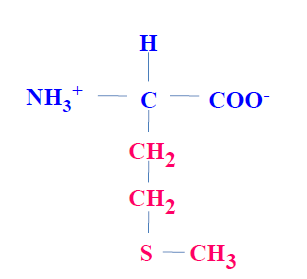 H
NH₃⁺ — C — COO⁻
CH₂
CH₂
S — CH₃